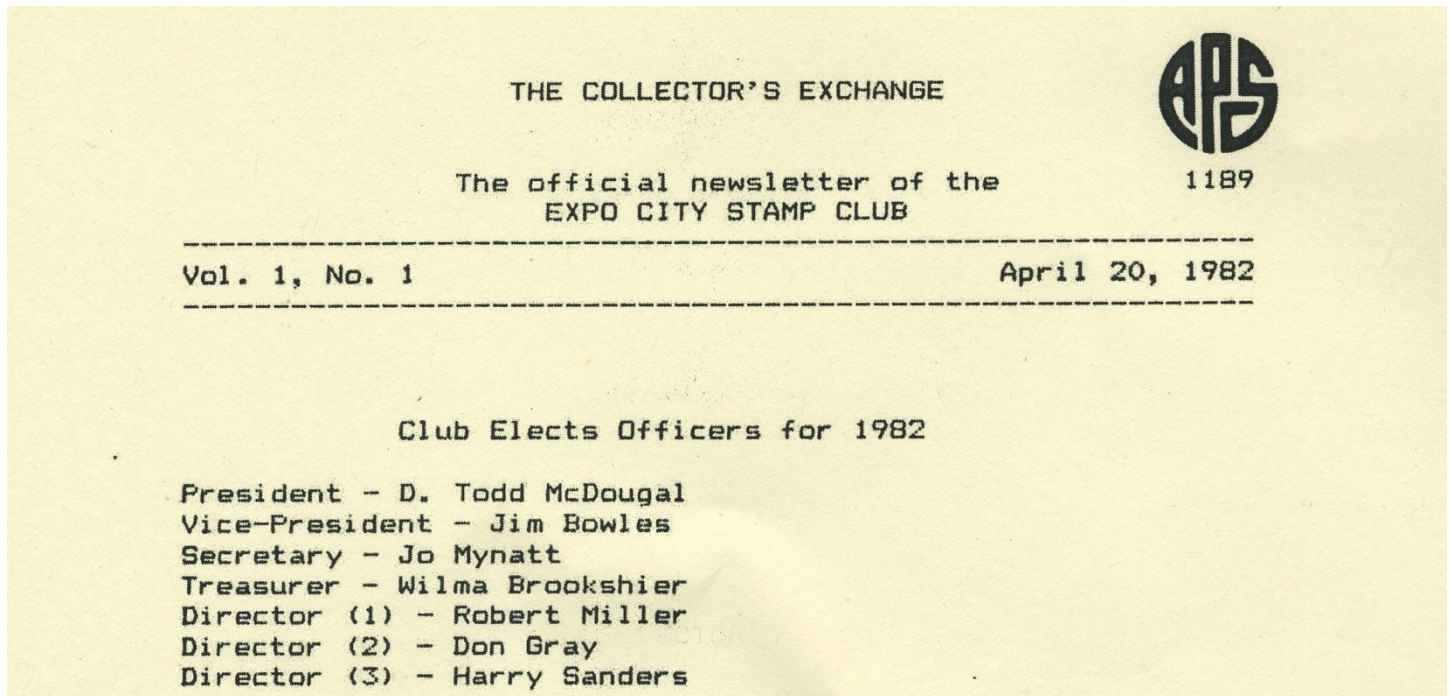 THE COLLECTOR'S EXCHANGE
APS
The official newsletter of the
1189
EXPO CITY STAMP CLUB
Vol. 1, No. 1 April 20, 1982
Club Elects Officers for 1982
President - D. Todd McDougal
Vice-President - Jim Bowles
Secretary - Jo Mynatt
Treasurer - Wilma Brookshier
Director (1) - Robert Miller
Director (2) - Don Gray
Director (3) - Harry Sanders